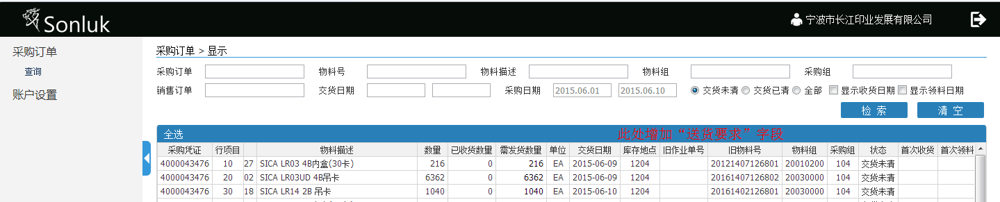 Sonluk
宁波市长江印业发展有限公司
采购订单
查询
账户设置
采购订单 > 显示
采购订单 物料号 物料描述 物料组 采购组
销售订单 交货日期 采购日期 2015.06.01 2015.06.10 交货未清 交货已清 全部 显示收货日期 显示领料日期
检 索 清 空
全选 此处增加“送货要求”字段
采购凭证 行项目 物料描述 数量 已收货数量 需发货数量 单位 交货日期 库存地点 旧作业单号 旧物料号 物料组 采购组 状态 首次收货 首次领料
4000043476 10 27 SICA LR03 4B内盒(30卡) 216 0 216 EA 2015-06-09 1204 20121407126801 20010200 104 交货未清
4000043476 20 02 SICA LR03UD 4B吊卡 6362 0 6362 EA 2015-06-09 1204 20161407126802 20030000 104 交货未清
4000043476 30 18 SICA LR14 2B 吊卡 1040 0 1040 EA 2015-06-10 1204 20161402126801 20030000 104 交货未清